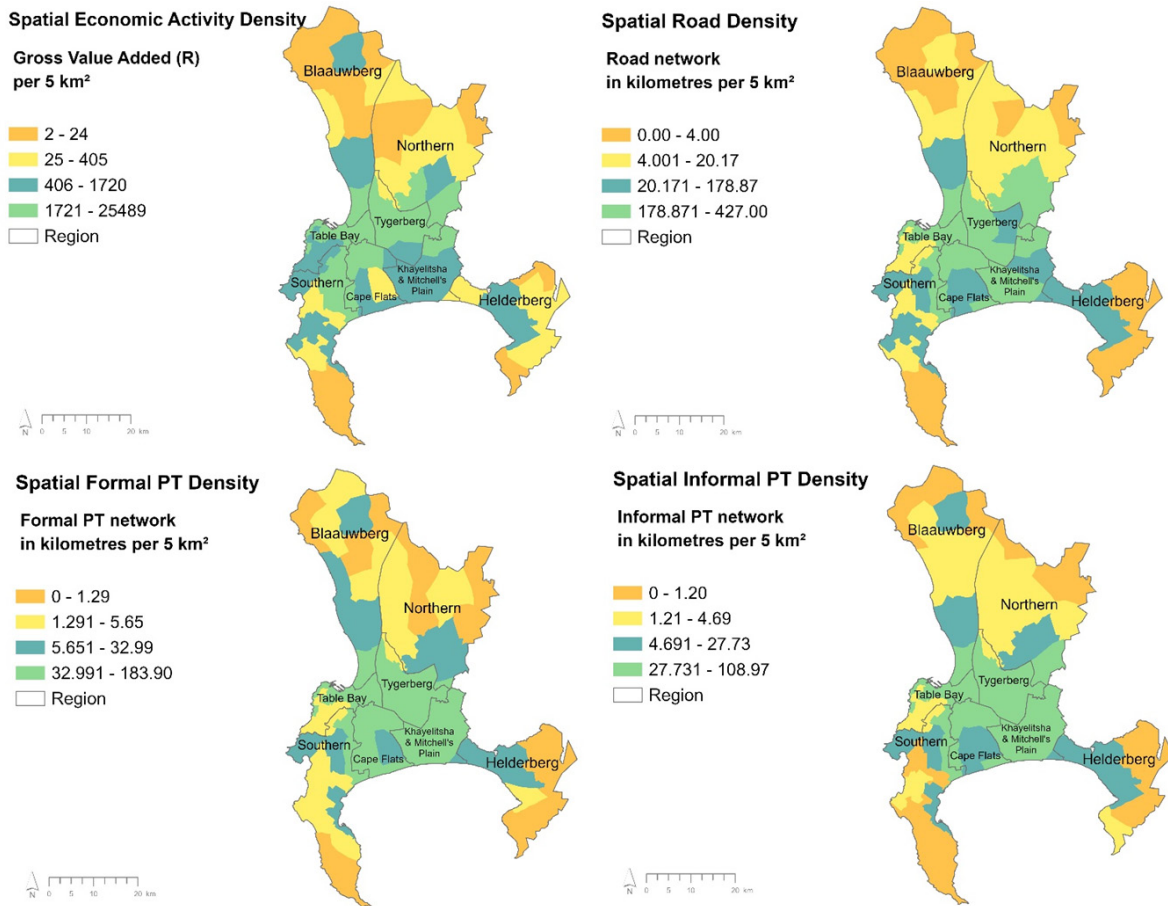 Spatial Economic Activity Density
Gross Value Added (R)
per 5 km²
2 - 24
25 - 405
406 - 1720
1721 - 25489
Region
Blaauwberg
Northern
Tygerberg
Table Bay
Southern
Cape Flats
Khayelitsha
& Mitchell's
Plain
Helderberg
N
0 5 10 20 km
Spatial Road Density
Road network
in kilometres per 5 km²
0.00 - 4.00
4.001 - 20.17
20.171 - 178.87
178.871 - 427.00
Region
Blaauwberg
Northern
Tygerberg
Table Bay
Southern
Cape Flats
Khayelitsha
& Mitchell's
Plain
Helderberg
N
0 5 10 20 km
Spatial Formal PT Density
Formal PT network
in kilometres per 5 km²
0 - 1.29
1.291 - 5.65
5.651 - 32.99
32.991 - 183.90
Region
Blaauwberg
Northern
Tygerberg
Table Bay
Southern
Cape Flats
Khayelitsha
& Mitchell's
Plain
Helderberg
N
0 5 10 20 km
Spatial Informal PT Density
Informal PT network
in kilometres per 5 km²
0 - 1.20
1.21 - 4.69
4.691 - 27.73
27.731 - 108.97
Region
Blaauwberg
Northern
Tygerberg
Table Bay
Southern
Cape Flats
Khayelitsha
& Mitchell's
Plain
Helderberg
N
0 5 10 20 km